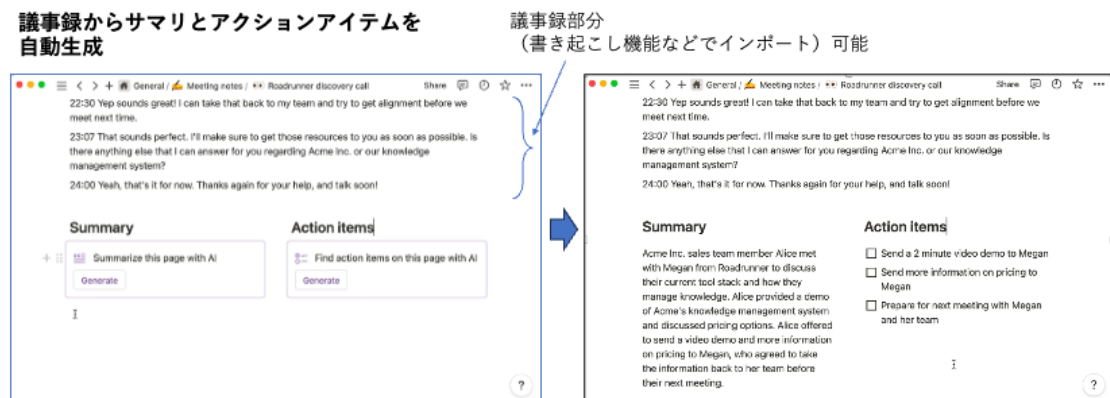 議事録からサマリとアクションアイテムを
自動生成
議事録部分
（書き起こし機能などでインポート）可能
General / Meeting notes / Roadrunner discovery call
Share
22:30 Yep sounds great! I can take that back to my team and try to get alignment before we
meet next time.
23:07 That sounds perfect. I'll make sure to get those resources to you as soon as possible. Is
there anything else that I can answer for you regarding Acme Inc. or our knowledge
management system?
24:00 Yeah, that's it for now. Thanks again for your help, and talk soon!
Summary
Action items
Summarize this page with AI
Generate
Find action items on this page with AI
Generate
?
General / Meeting notes / Roadrunner discovery call
Share
22:30 Yep sounds great! I can take that back to my team and try to get alignment before we
meet next time.
23:07 That sounds perfect. I'll make sure to get those resources to you as soon as possible. Is
there anything else that I can answer for you regarding Acme Inc. or our knowledge
management system?
24:00 Yeah, that's it for now. Thanks again for your help, and talk soon!
Summary
Acme Inc. sales team member Alice met
with Megan from Roadrunner to discuss
their current tool stack and how they
manage knowledge. Alice provided a demo
of Acme's knowledge management system
and discussed pricing options. Alice offered
to send a video demo and more information
on pricing to Megan, who agreed to take
the information back to her team before
their next meeting.
Action items
Send a 2 minute video demo to Megan
Send more information on pricing to
Megan
Prepare for next meeting with Megan
and her team
?